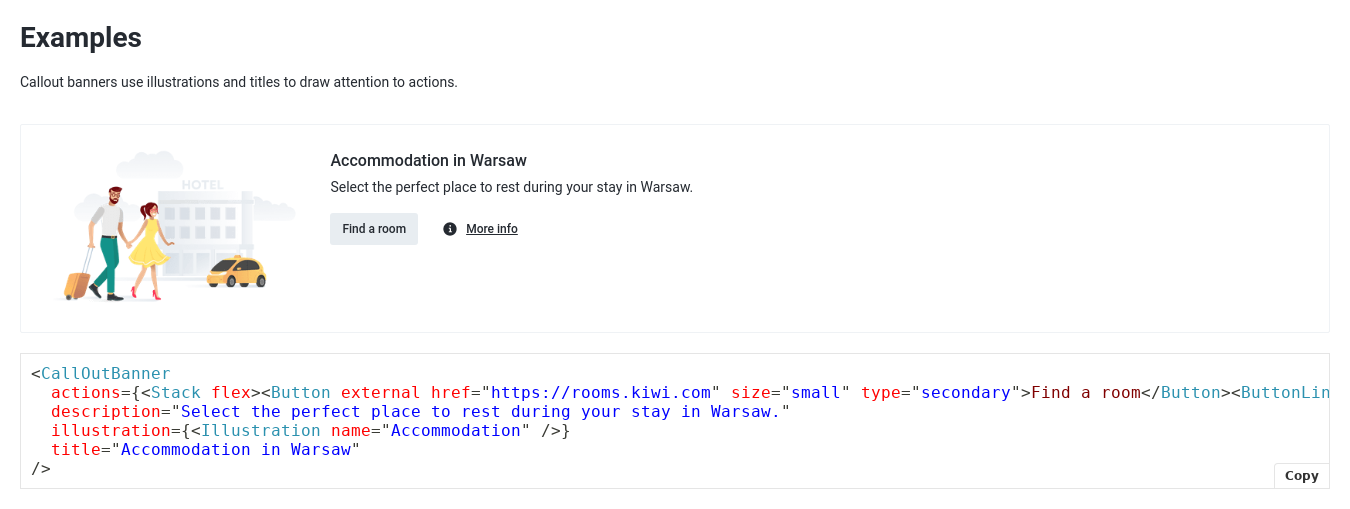 Examples
Callout banners use illustrations and titles to draw attention to actions.
HOTEL
Accommodation in Warsaw
Select the perfect place to rest during your stay in Warsaw.
Find a room More info
<CallOutBanner
  actions={<Stack flex><Button external href="https://rooms.kiwi.com" size="small" type="secondary">Find a room</Button><ButtonLin
  description="Select the perfect place to rest during your stay in Warsaw."
  illustration={<Illustration name="Accommodation" />}
  title="Accommodation in Warsaw"
/>
Copy